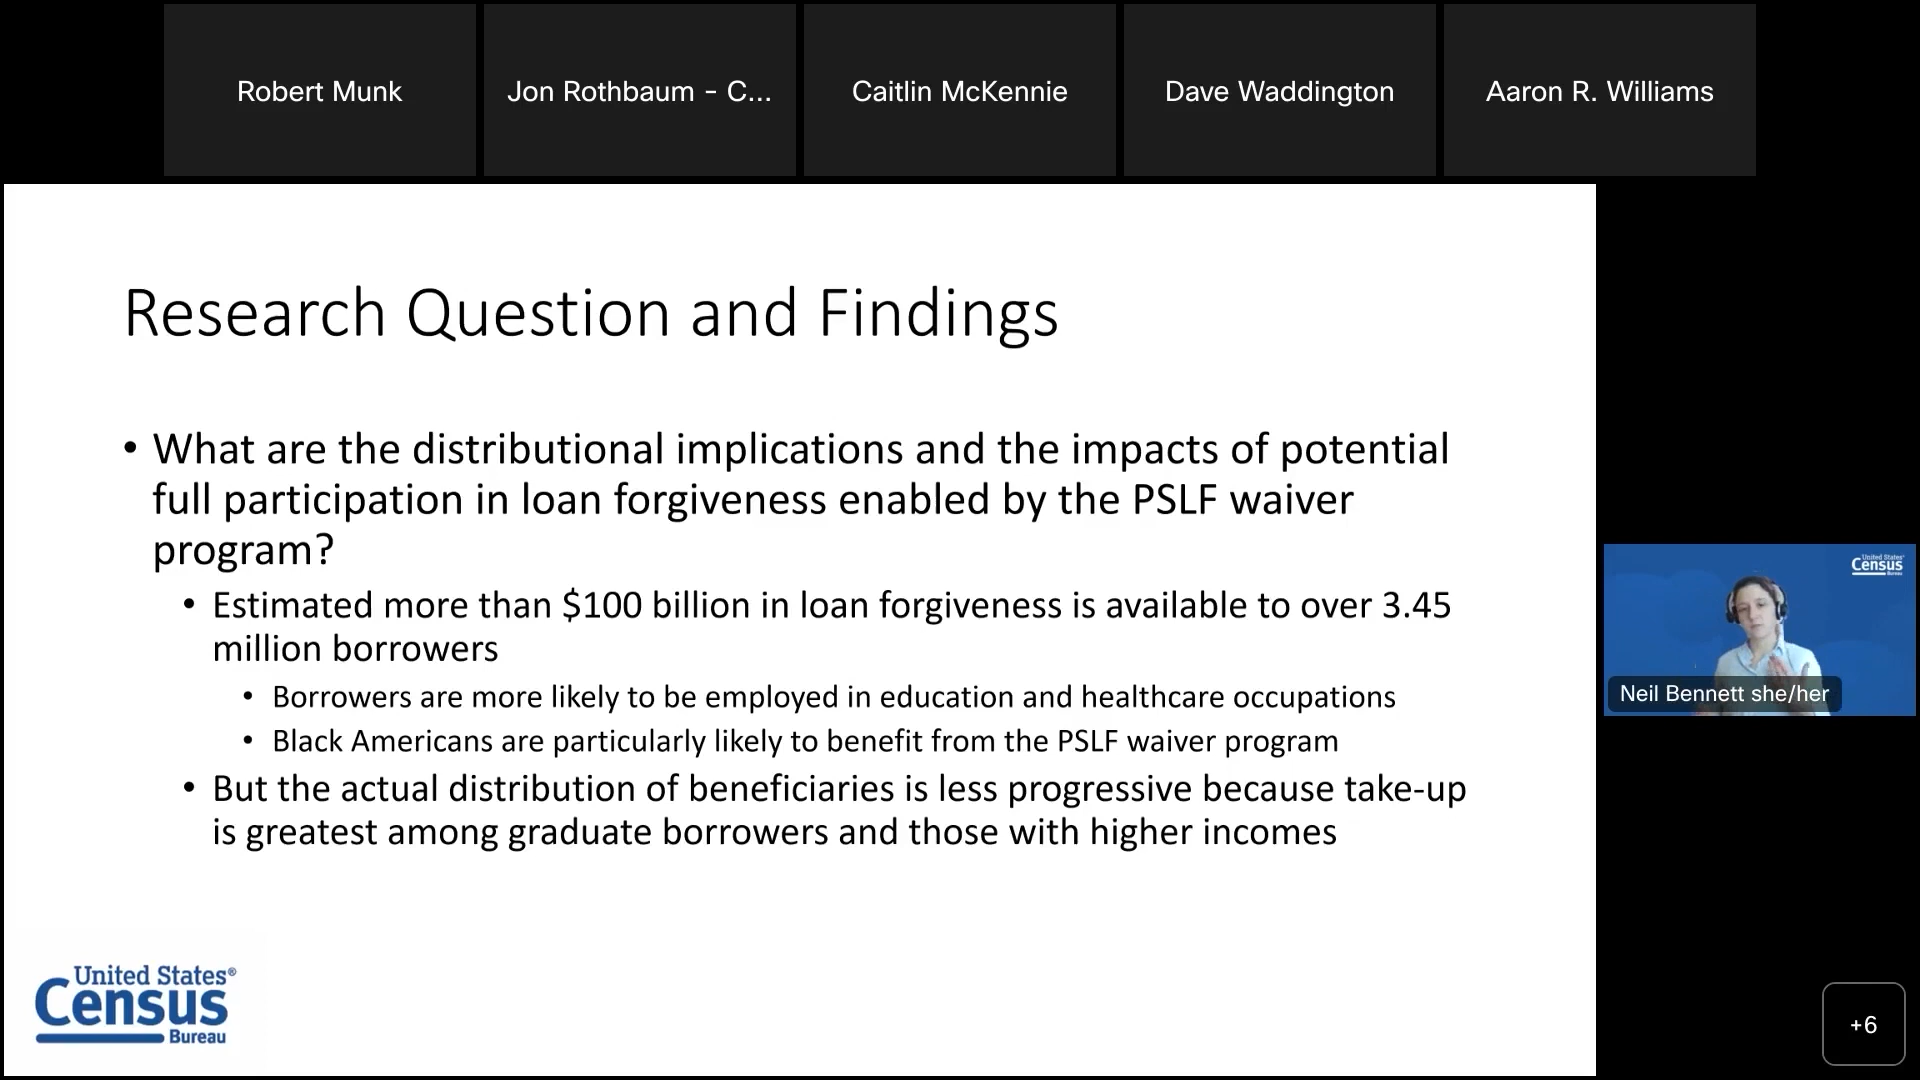 Robert Munk
Jon Rothbaum - C...
Caitlin McKennie
Dave Waddington
Aaron R. Williams
Research Question and Findings
• What are the distributional implications and the impacts of potential
full participation in loan forgiveness enabled by the PSLF waiver
program?
• Estimated more than $100 billion in loan forgiveness is available to over 3.45
million borrowers
• Borrowers are more likely to be employed in education and healthcare occupations
• Black Americans are particularly likely to benefit from the PSLF waiver program
• But the actual distribution of beneficiaries is less progressive because take-up
is greatest among graduate borrowers and those with higher incomes
United States®
Census
Bureau
United States®
Census
Bureau
Neil Bennett she/her
+6